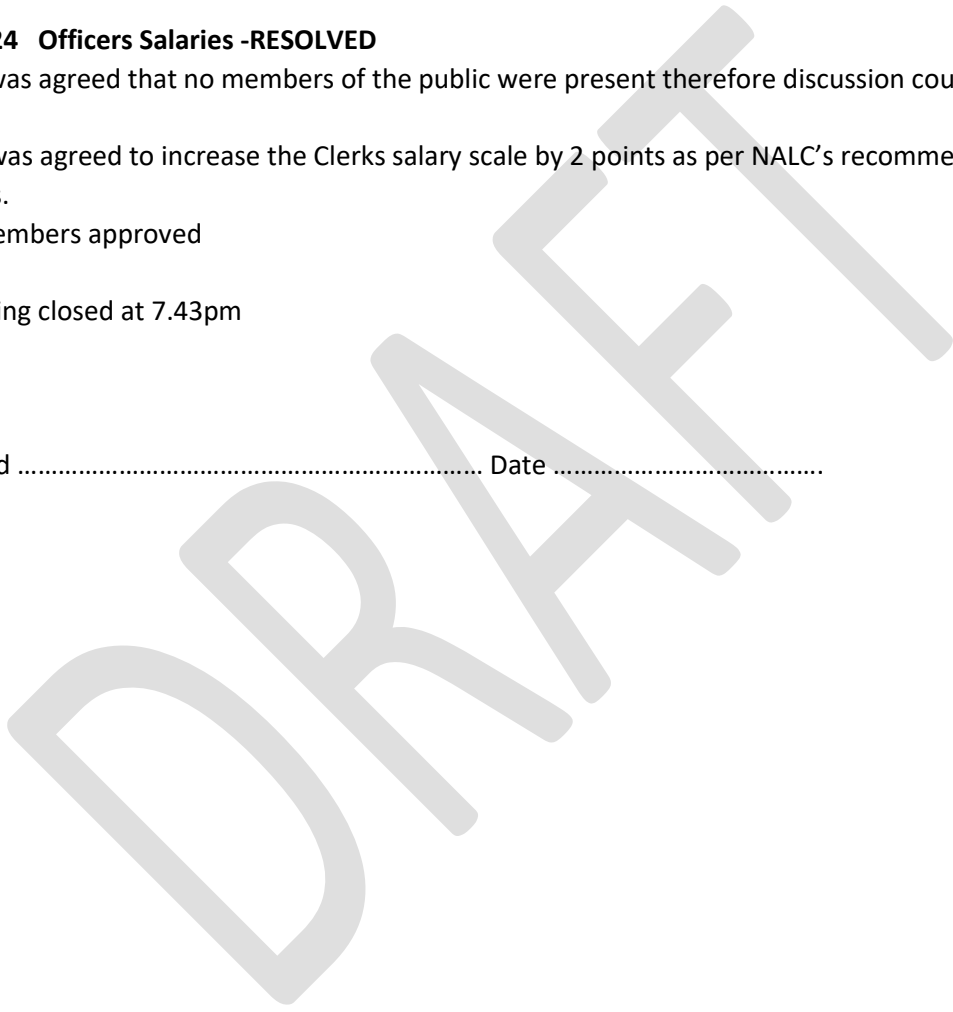 24 Officers Salaries -RESOLVED
was agreed that no members of the public were present therefore discussion cou
was agreed to increase the Clerks salary scale by 2 points as per NALC’s recomme
s.
embers approved
ing closed at 7.43pm
d ………………………………………………………… Date ………………………………….
DRAFT